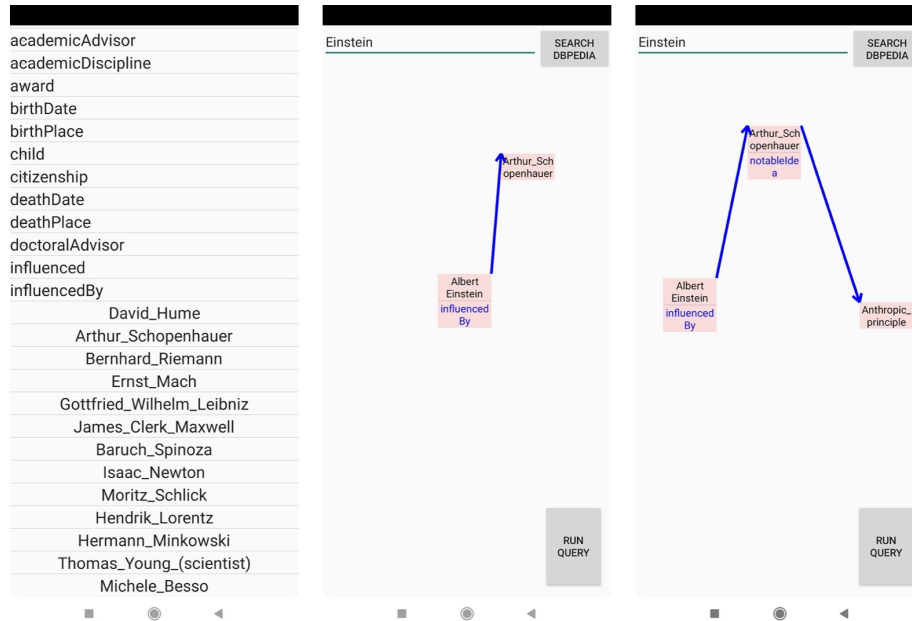 academicAdvisor
academicDiscipline
award
birthDate
birthPlace
child
citizenship
deathDate
deathPlace
doctoralAdvisor
influenced
influencedBy
David_Hume
Arthur_Schopenhauer
Bernhard_Riemann
Ernst_Mach
Gottfried_Wilhelm_Leibniz
James_Clerk_Maxwell
Baruch_Spinoza
Isaac_Newton
Moritz_Schlick
Hendrik_Lorentz
Hermann_Minkowski
Thomas_Young_(scientist)
Michele_Besso
Einstein
SEARCH
DBPEDIA
Arthur_Sch
openhauer
Albert
Einstein
influenced
By
RUN
QUERY
Einstein
SEARCH
DBPEDIA
Arthur_Sch
openhauer
notableIde
a
Albert
Einstein
influenced
By
Anthropic_
principle
RUN
QUERY